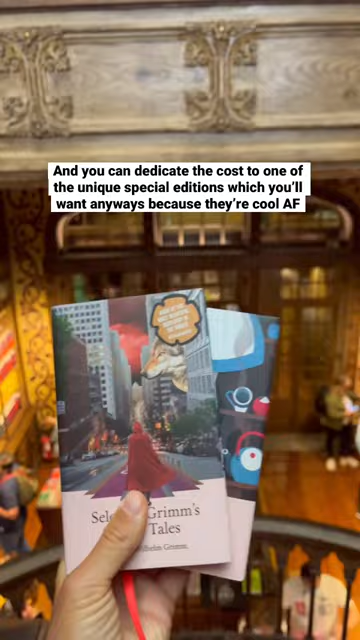 And you can dedicate the cost to one of
the unique special editions which you'll
want anyways because they're cool AF
Grimm's
Tales
Grimm.